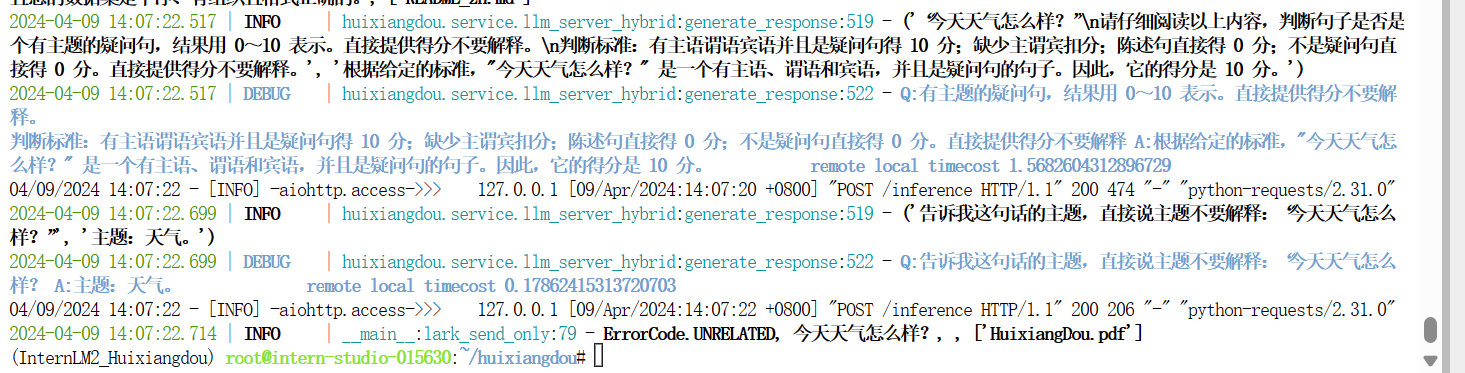 2024-04-09 14:07:22.517 | INFO     | huixiangdou.service.llm_server_hybrid:generate_response:519 - ('“今天天气怎么样？”\n请仔细阅读以上内容，判断句子是否是
个有主题的疑问句，结果用 0～10 表示。直接提供得分不要解释。\n判断标准：有主语谓语宾语并且是疑问句得 10 分；缺少主谓宾扣分；陈述句直接得 0 分；不是疑问句直
接得 0 分。直接提供得分不要解释。', '根据给定的标准，"今天天气怎么样？" 是一个有主语、谓语和宾语，并且是疑问句的句子。因此，它的得分是 10 分。')
2024-04-09 14:07:22.517 | DEBUG    | huixiangdou.service.llm_server_hybrid:generate_response:522 - Q:有主题的疑问句，结果用 0～10 表示。直接提供得分不要解
释。
判断标准：有主语谓语宾语并且是疑问句得 10 分；缺少主谓宾扣分；陈述句直接得 0 分；不是疑问句直接得 0 分。直接提供得分不要解释 A:根据给定的标准，"今天天气怎
么样？" 是一个有主语、谓语和宾语，并且是疑问句的句子。因此，它的得分是 10 分。 remote local timecost 1.5682604312896729
04/09/2024 14:07:22 - [INFO] -aiohttp.access->>>    127.0.0.1 [09/Apr/2024:14:07:20 +0800] "POST /inference HTTP/1.1" 200 474 "-" "python-requests/2.31.0"
2024-04-09 14:07:22.699 | INFO     | huixiangdou.service.llm_server_hybrid:generate_response:519 - ('告诉我这句话的主题，直接说主题不要解释：“今天天气怎么
样？”', '主题：天气。')
2024-04-09 14:07:22.699 | DEBUG    | huixiangdou.service.llm_server_hybrid:generate_response:522 - Q:告诉我这句话的主题，直接说主题不要解释：“今天天气怎么
样？ A:主题：天气。 remote local timecost 0.17862415313720703
04/09/2024 14:07:22 - [INFO] -aiohttp.access->>>    127.0.0.1 [09/Apr/2024:14:07:22 +0800] "POST /inference HTTP/1.1" 200 206 "-" "python-requests/2.31.0"
2024-04-09 14:07:22.714 | INFO     | __main__:lark_send_only:79 - ErrorCode.UNRELATED, 今天天气怎么样？, , ['HuixiangDou.pdf']
(InternLM2_Huixiangdou) root@intern-studio-015630:~/huixiangdou#